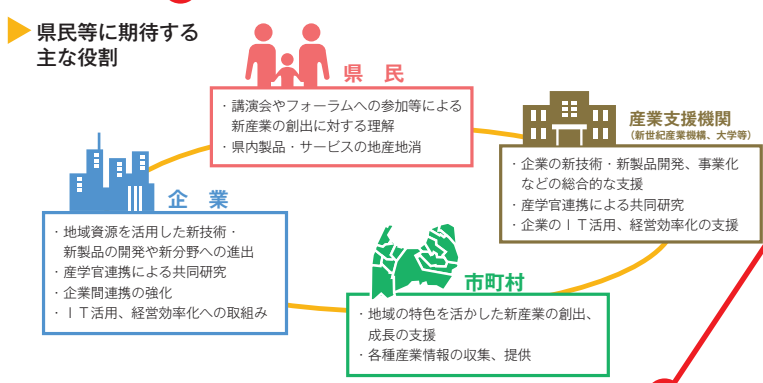 県民等に期待する
主な役割
県 民
・講演会やフォーラムへの参加等による
新産業の創出に対する理解
・県内製品・サービスの地産地消
産業支援機関
(新世紀産業機構、大学等)
・企業の新技術・新製品開発、事業化
などの総合的な支援
・産学官連携による共同研究
・企業のIT活用、経営効率化の支援
企 業
・地域資源を活用した新技術・
新製品の開発や新分野への進出
・産学官連携による共同研究
・企業間連携の強化
・IT活用、経営効率化への取組み
市町村
・地域の特色を活かした新産業の創出、
成長の支援
・各種産業情報の収集、提供